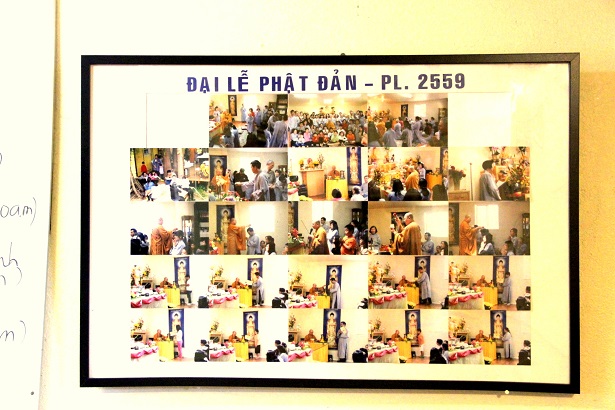 ĐẠI LỄ PHẬT ĐẢN – PL. 2559